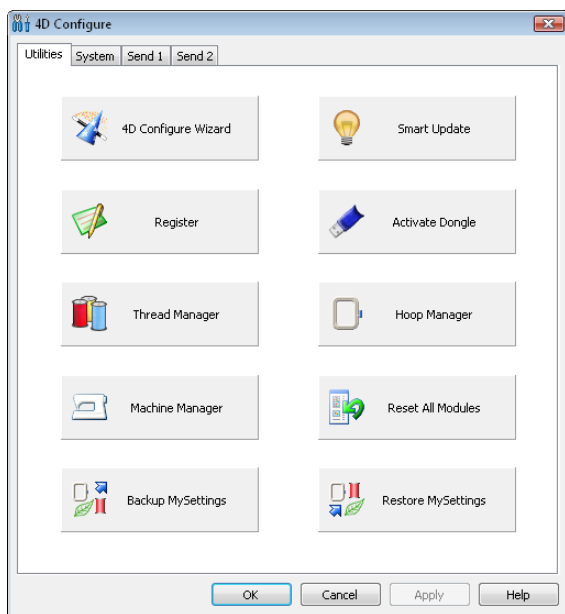 4D Configure
Utilities System Send 1 Send 2
4D Configure Wizard Smart Update
Register Activate Dongle
Thread Manager Hoop Manager
Machine Manager Reset All Modules
Backup MySettings Restore MySettings
OK Cancel Apply Help